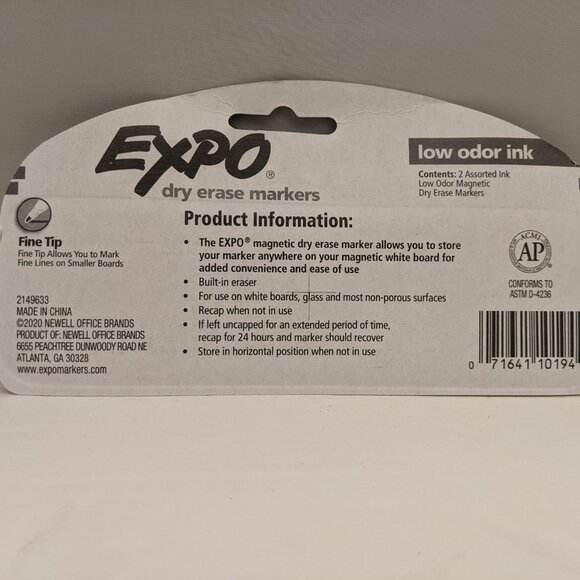 EXPO®
dry erase markers
low odor ink
Contents: 2 Assorted Ink
Low Odor Magnetic
Dry Erase Markers
Fine Tip
Fine Tip Allows You to Mark
Fine Lines on Smaller Boards
2149633
MADE IN CHINA
©2020 NEWELL OFFICE BRANDS
PRODUCT OF: NEWELL OFFICE BRANDS
6655 PEACHTREE DUNWOODY ROAD NE
ATLANTA, GA 30328
www.expomarkers.com
Product Information:
• The EXPO® magnetic dry erase marker allows you to store
your marker anywhere on your magnetic white board for
added convenience and ease of use
• Built-in eraser
• For use on white boards, glass and most non-porous surfaces
• Recap when not in use
• If left uncapped for an extended period of time,
recap for 24 hours and marker should recover
• Store in horizontal position when not in use
ACMI
AP
CONFORMS TO
ASTM D-4236
0 71641 10194